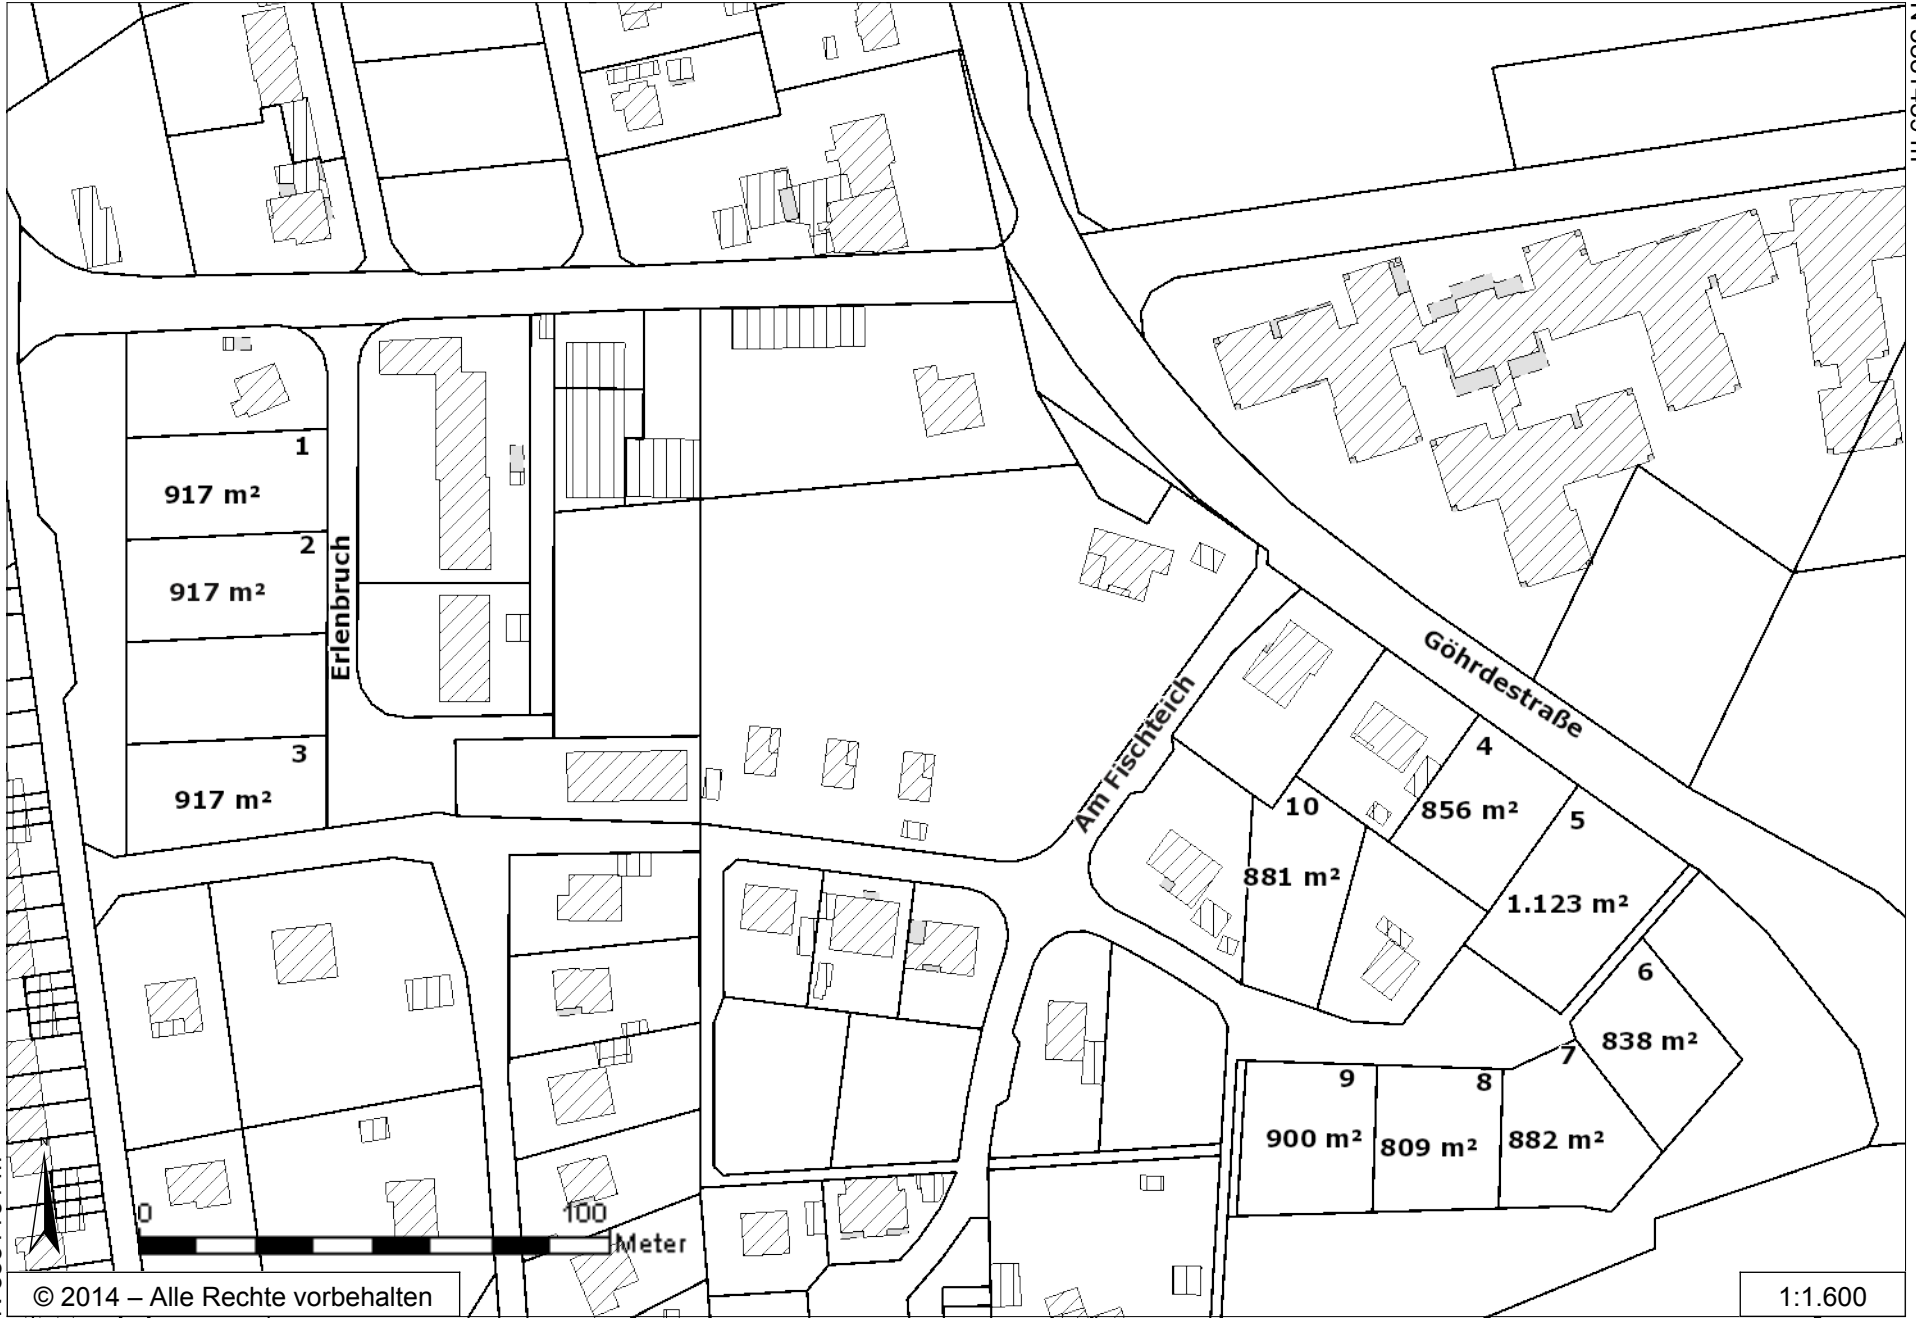 1
917 m²
2
917 m²
Erlenbruch
3
917 m²
Göhrdestraße
Am Fischteich
4
856 m²
5
1.123 m²
10
881 m²
6
838 m²
7
882 m²
8
809 m²
9
900 m²
0
100
Meter
© 2014 – Alle Rechte vorbehalten
1:1.600